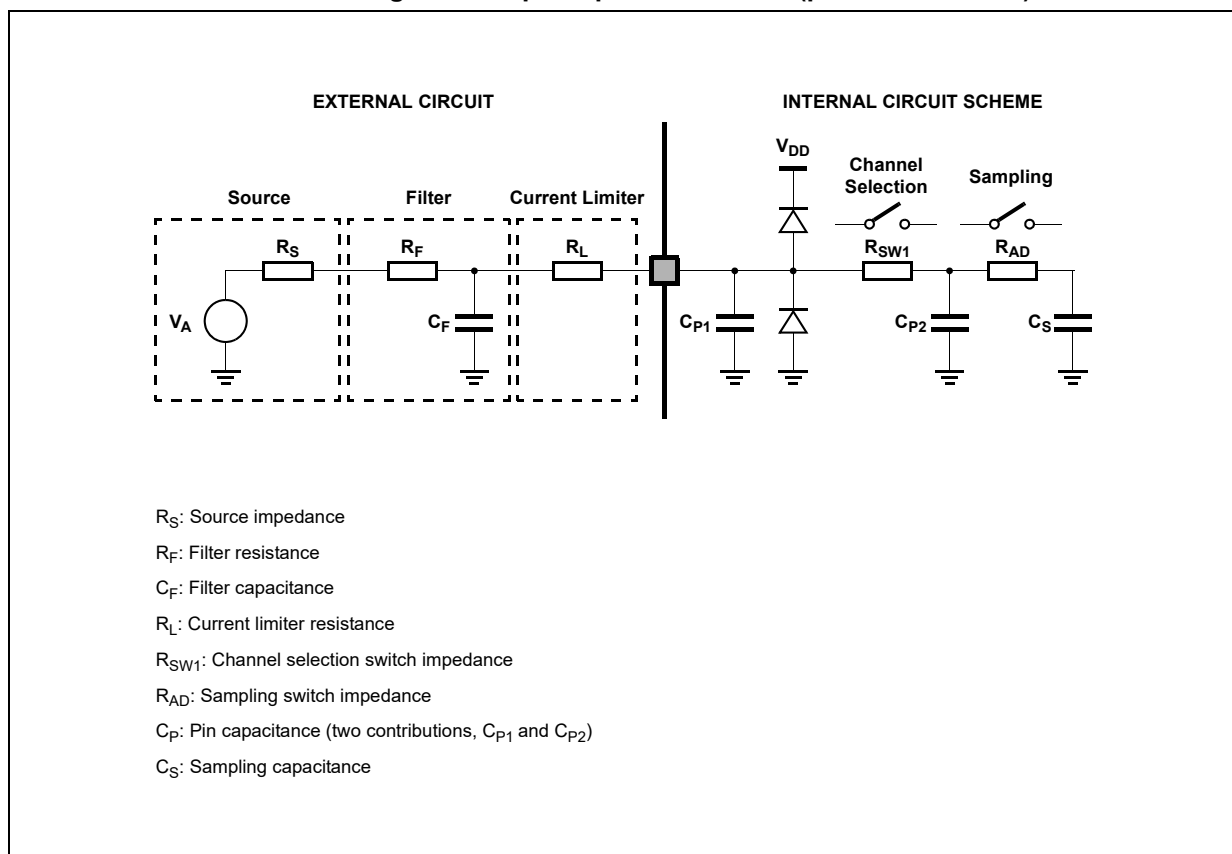 EXTERNAL CIRCUIT
INTERNAL CIRCUIT SCHEME
VDD
Channel
Selection
Sampling
Source
Filter
Current Limiter
RS
RF
RL
RSW1
RAD
VA
CF
CP1
CP2
CS
RS: Source impedance
RF: Filter resistance
CF: Filter capacitance
RL: Current limiter resistance
RSW1: Channel selection switch impedance
RAD: Sampling switch impedance
CP: Pin capacitance (two contributions, CP1 and CP2)
CS: Sampling capacitance